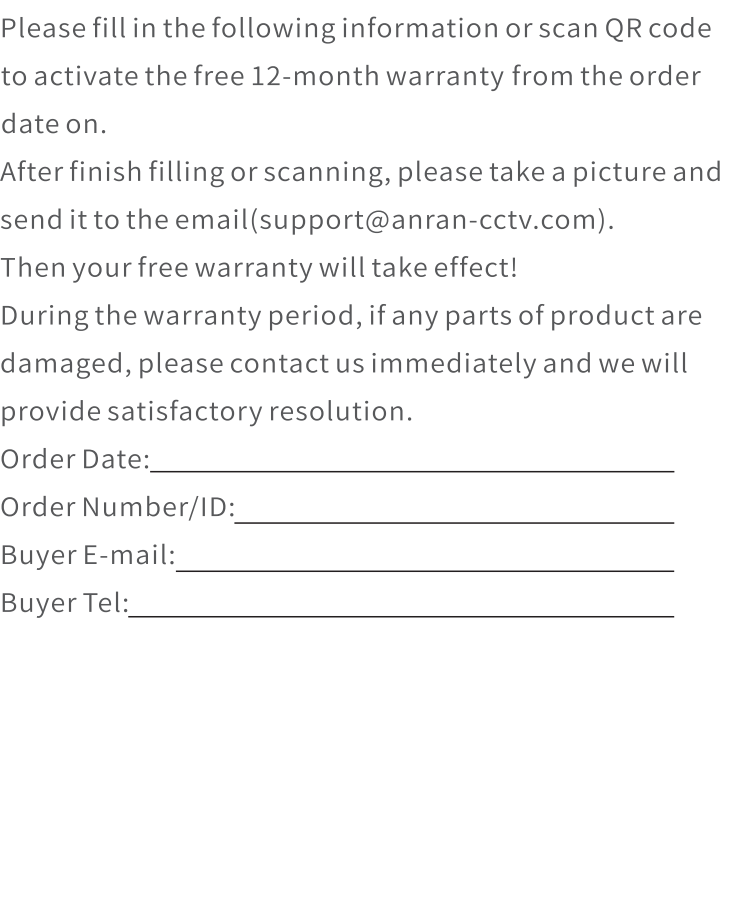 Please fill in the following information or scan QR code
to activate the free 12-month warranty from the order
date on.
After finish filling or scanning, please take a picture and
send it to the email(support@anran-cctv.com).
Then your free warranty will take effect!
During the warranty period, if any parts of product are
damaged, please contact us immediately and we will
provide satisfactory resolution.
Order Date:
Order Number/ID:
Buyer E-mail:
Buyer Tel: